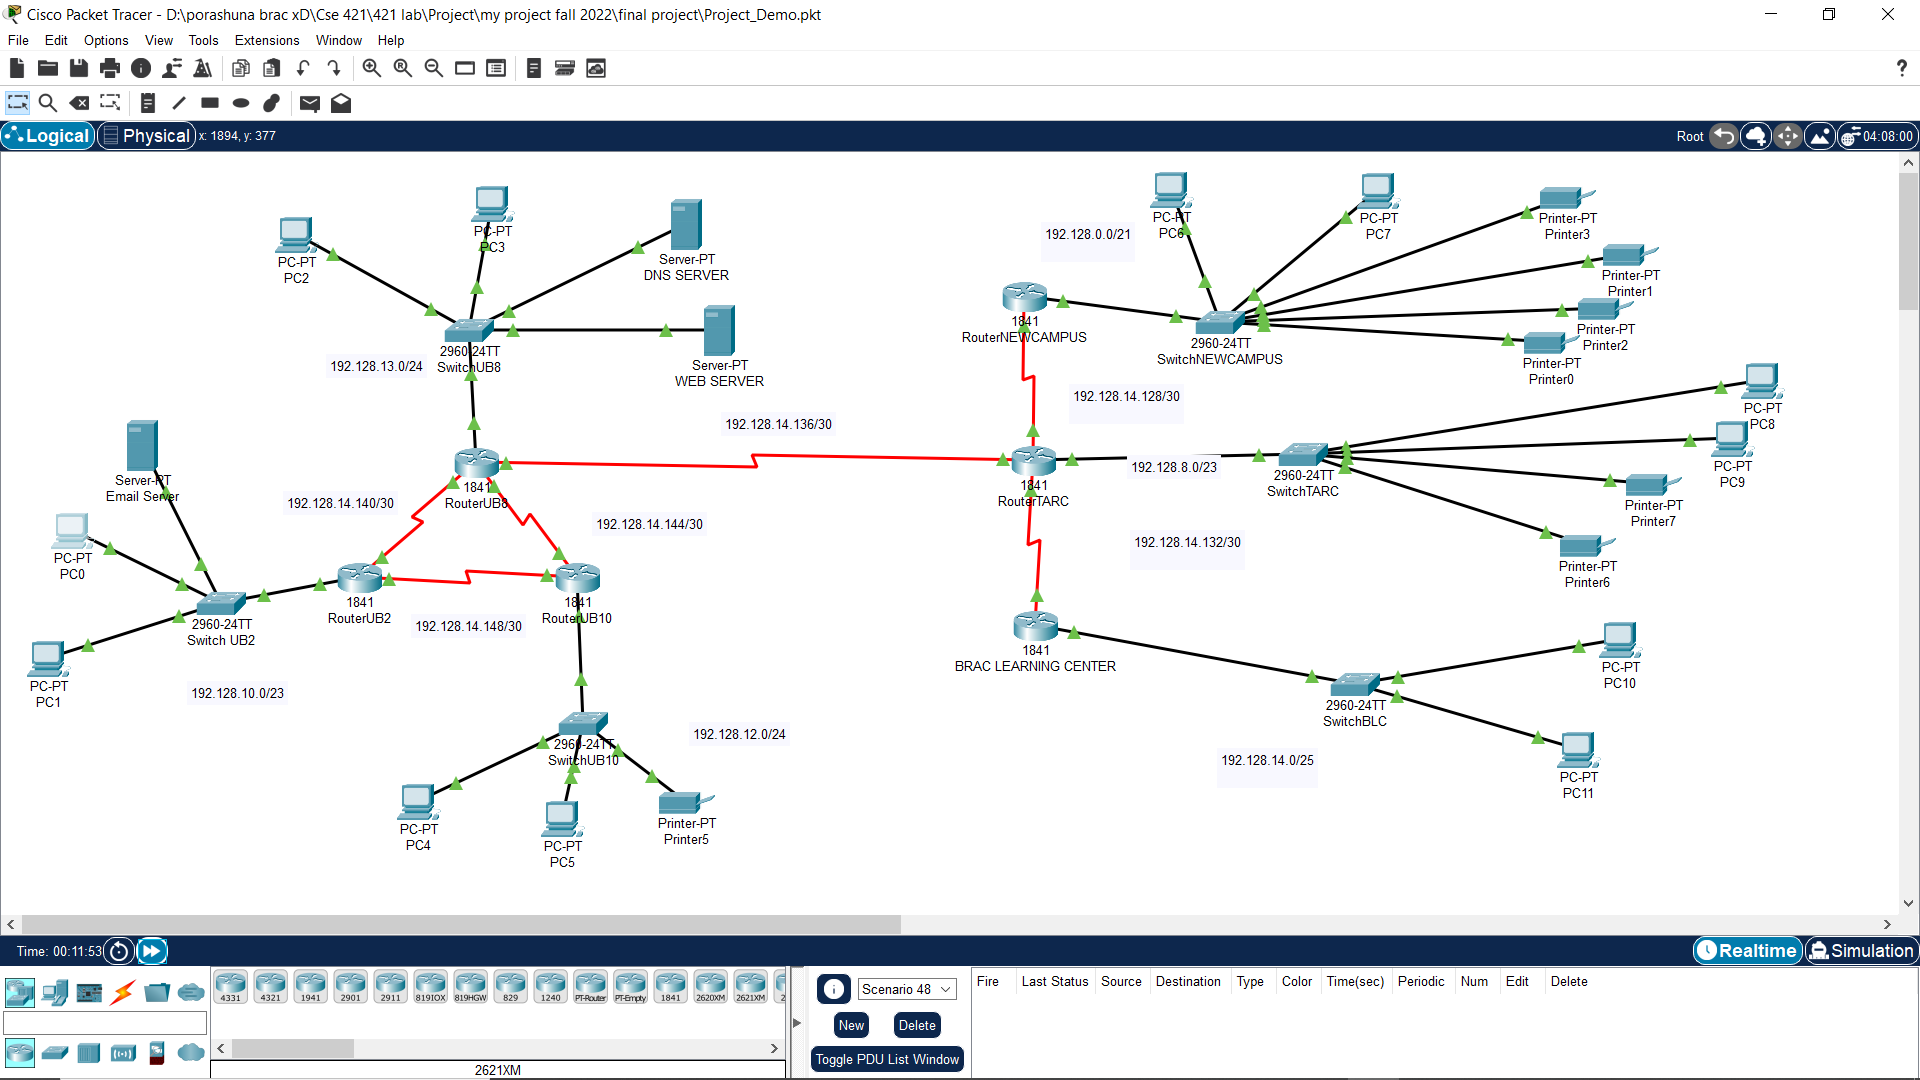 Cisco Packet Tracer - D:\porashuna brac xD\Cse 421\421 lab\Project\my project fall 2022\final project\Project_Demo.pkt
File Edit Options View Tools Extensions Window Help
?
Logical Physical x: 1894, y: 377 Root 04:08:00
PC-PT
PC2
PC-PT
PC3
Server-PT
DNS SERVER
2960-24TT
SwitchUB8
Server-PT
WEB SERVER
192.128.13.0/24
192.128.14.136/30
Server-PT
Email Server
PC-PT
PC0
PC-PT
PC1
2960-24TT
Switch UB2
192.128.10.0/23
192.128.14.140/30
1841
RouterUB8
192.128.14.144/30
1841
RouterUB2
192.128.14.148/30
1841
RouterUB10
2960-24TT
SwitchUB10
192.128.12.0/24
PC-PT
PC4
PC-PT
PC5
Printer-PT
Printer5
192.128.0.0/21
PC-PT
PC6
PC-PT
PC7
Printer-PT
Printer3
Printer-PT
Printer1
Printer-PT
Printer2
Printer-PT
Printer0
1841
RouterNEWCAMPUS
2960-24TT
SwitchNEWCAMPUS
192.128.14.128/30
PC-PT
PC8
PC-PT
PC9
1841
RouterTARC
192.128.8.0/23
2960-24TT
SwitchTARC
Printer-PT
Printer7
Printer-PT
Printer6
192.128.14.132/30
1841
BRAC LEARNING CENTER
2960-24TT
SwitchBLC
PC-PT
PC10
PC-PT
PC11
192.128.14.0/25
Time: 00:11:53 Realtime Simulation
4331 4321 1941 2901 2911 819IOX 819HGW 829 1240 PT-Router PT-Empty 1841 2620XM 2621XM 2
2621XM
Scenario 48
New Delete
Toggle PDU List Window
Fire Last Status Source Destination Type Color Time(sec) Periodic Num Edit Delete